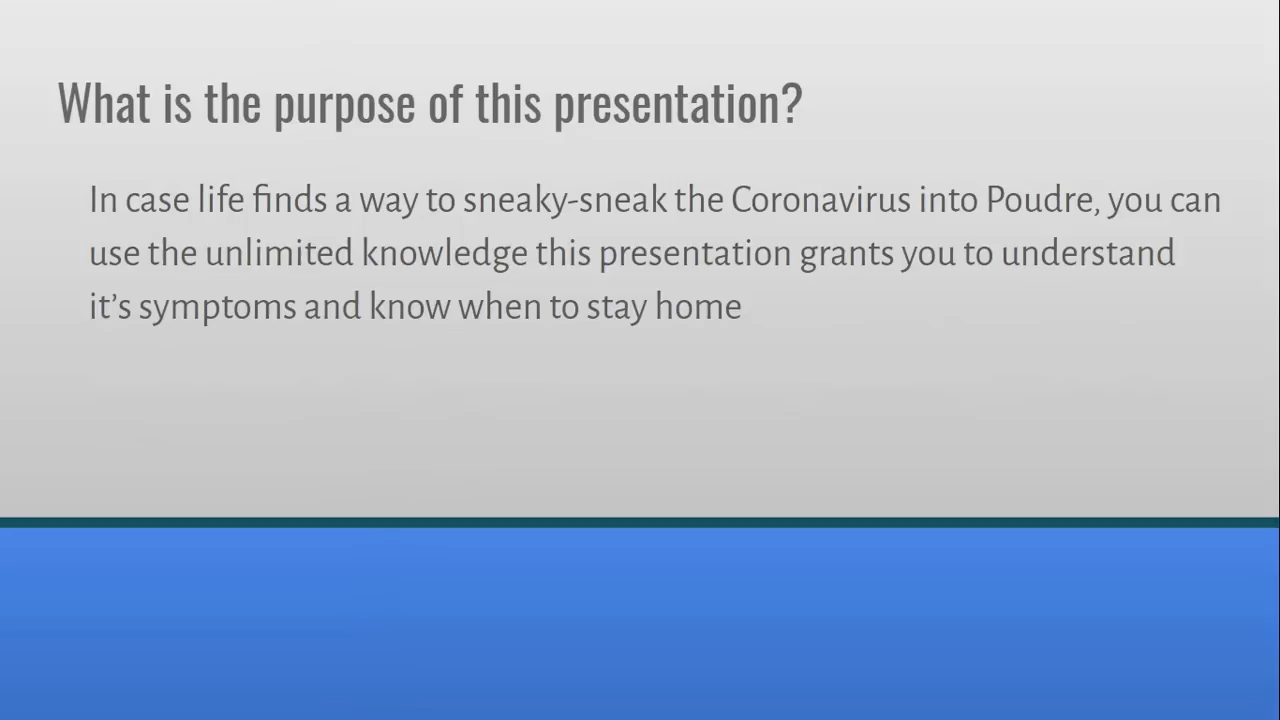 What is the purpose of this presentation?
In case life finds a way to sneaky-sneak the Coronavirus into Poudre, you can
use the unlimited knowledge this presentation grants you to understand
it’s symptoms and know when to stay home